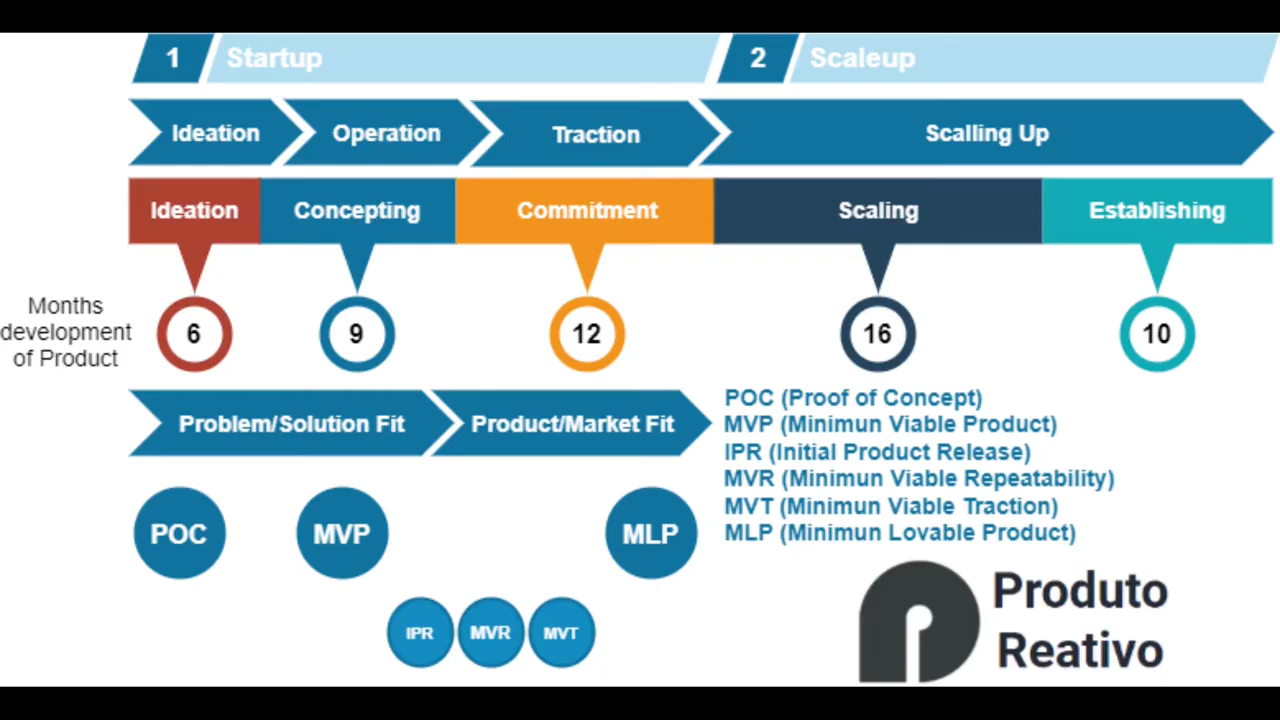 1 Startup 2 Scaleup
Ideation Operation Traction Scalling Up
Ideation Concepting Commitment Scaling Establishing
Months
development
of Product
6 9 12 16 10
Problem/Solution Fit Product/Market Fit
POC (Proof of Concept)
MVP (Minimun Viable Product)
IPR (Initial Product Release)
MVR (Minimun Viable Repeatability)
MVT (Minimun Viable Traction)
MLP (Minimun Lovable Product)
POC MVP MLP
IPR MVR MVT
Produto
Reativo